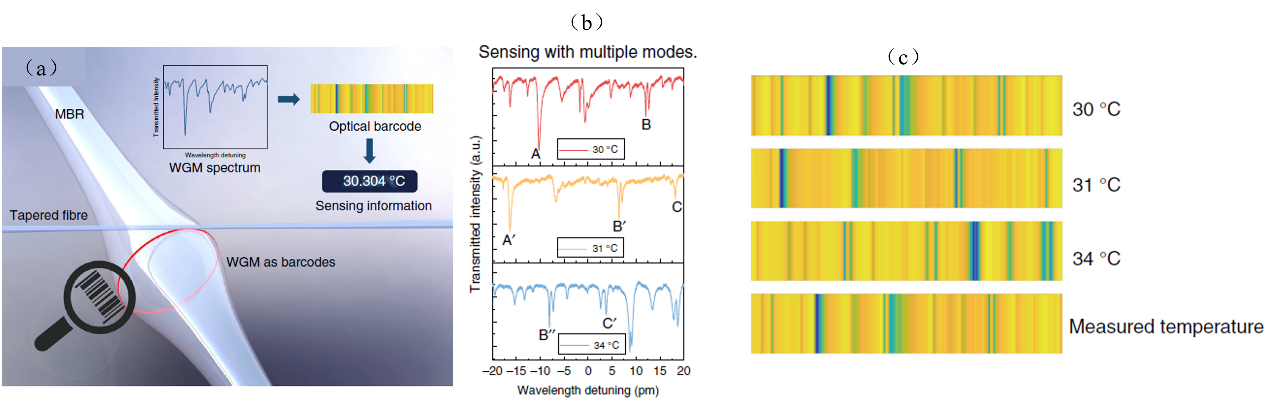 （a）
MBR
Transmitted intensity
Wavelength detuning
WGM spectrum
Optical barcode
30.304 °C
Sensing information
Tapered fibre
WGM as barcodes
（b）
Sensing with multiple modes.
Transmitted intensity (a.u.)
A
B
30 °C
A′
B′
C
31 °C
B′′
C′
34 °C
−20 −15 −10 −5 0 5 10 15 20
Wavelength detuning (pm)
（c）
30 °C
31 °C
34 °C
Measured temperature